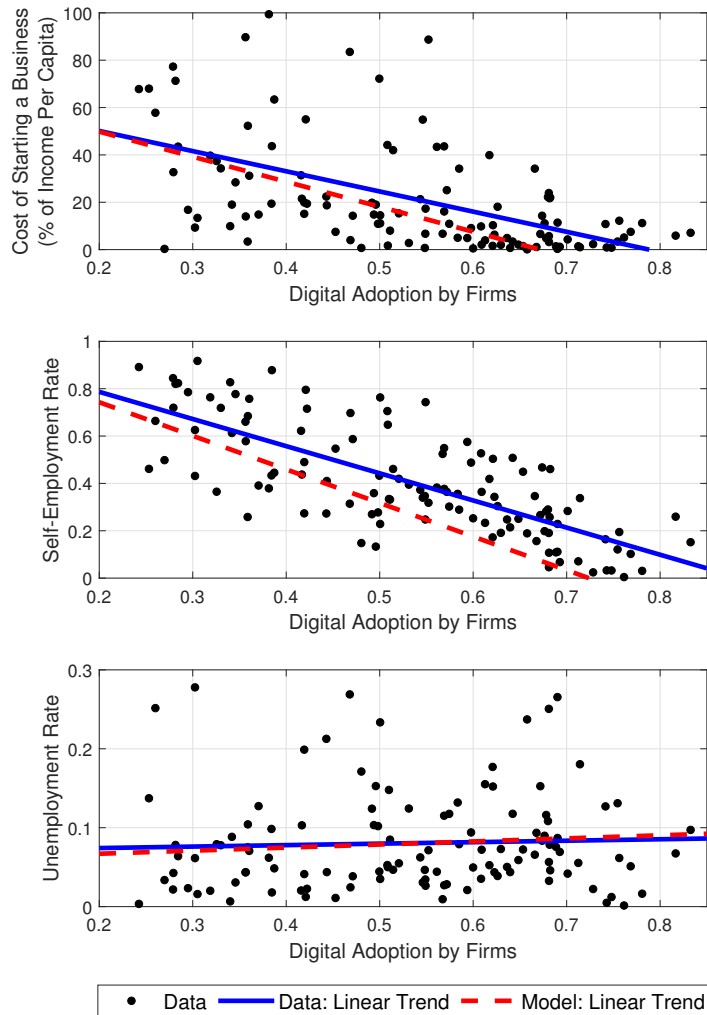 100
80
60
40
20
0
Cost of Starting a Business
(% of Income Per Capita)
0.2 0.3 0.4 0.5 0.6 0.7 0.8
Digital Adoption by Firms
1
0.8
0.6
0.4
0.2
0
Self-Employment Rate
0.2 0.3 0.4 0.5 0.6 0.7 0.8
Digital Adoption by Firms
0.3
0.2
0.1
0
Unemployment Rate
0.2 0.3 0.4 0.5 0.6 0.7 0.8
Digital Adoption by Firms
Data Data: Linear Trend Model: Linear Trend